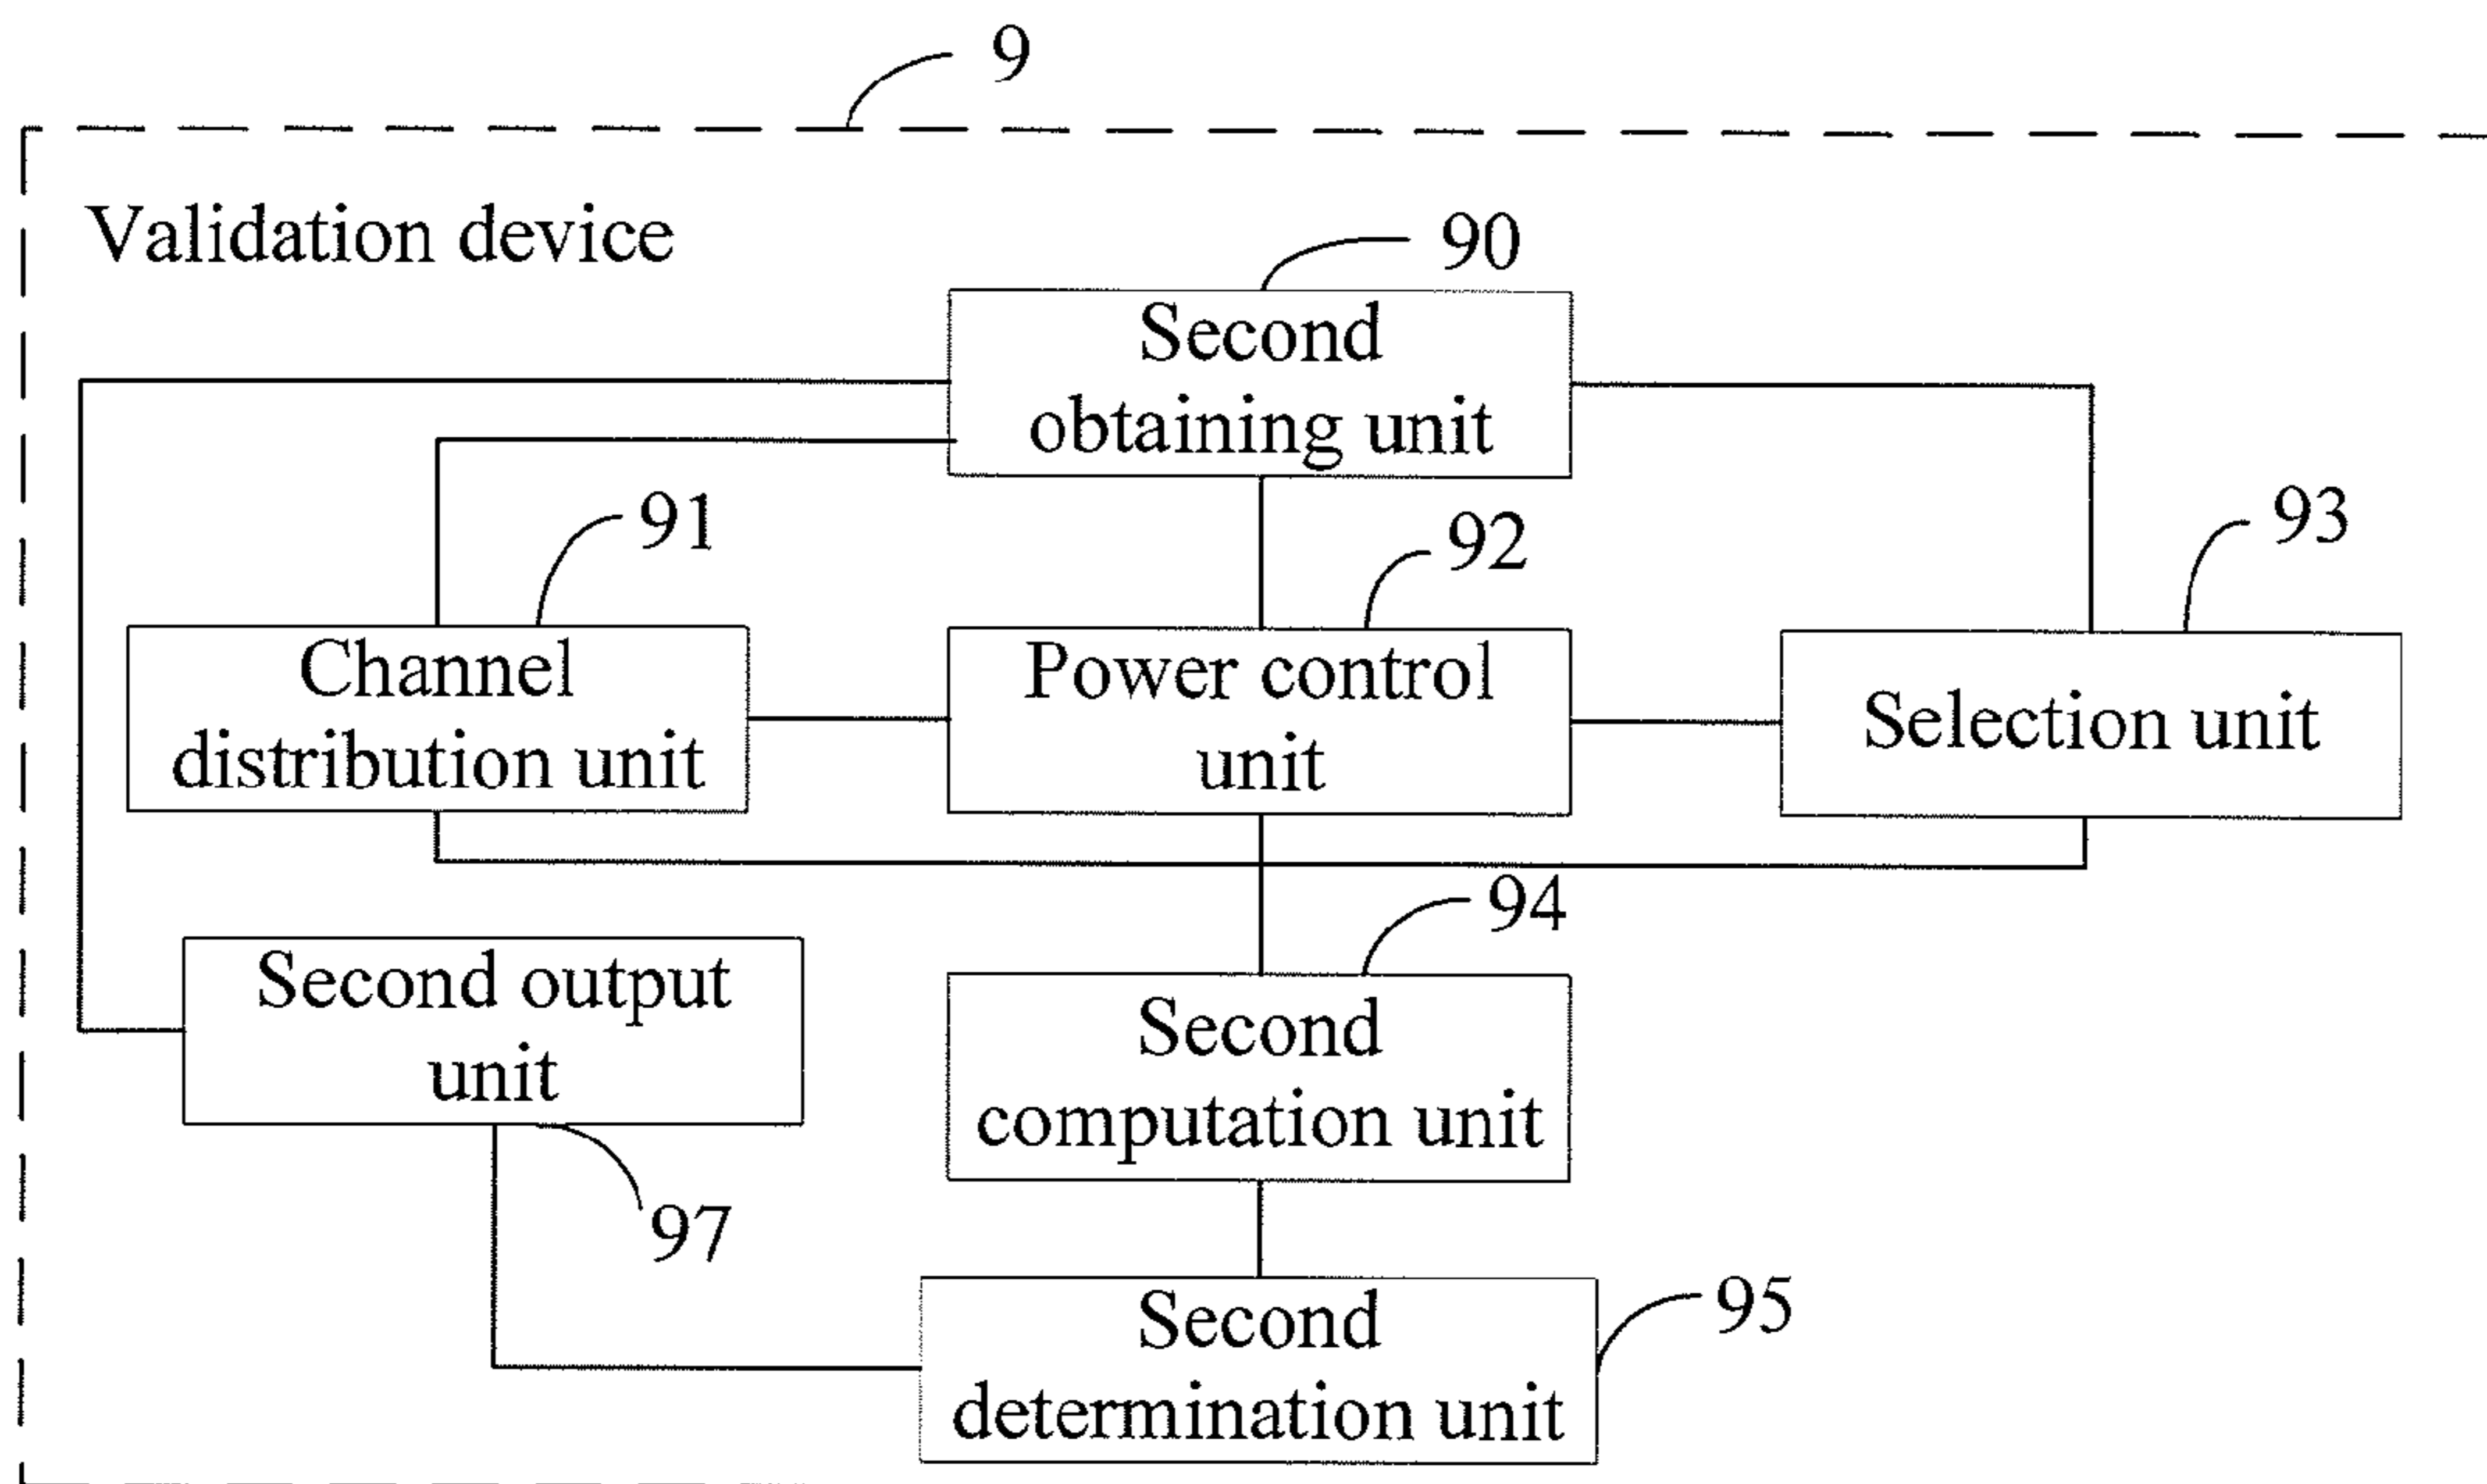 9
Validation device
90
Second
obtaining unit
91
92
93
Channel
distribution unit
Power control
unit
Selection unit
94
Second output
unit
Second
computation unit
97
95
Second
determination unit